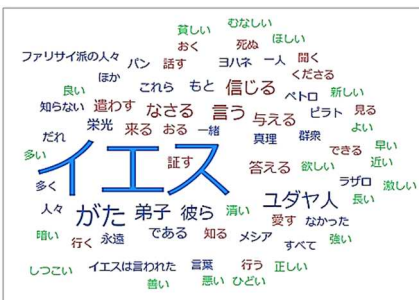 貧しい むなしい
おく 死ぬ ほしい
ファリサイ派の人々 パン 話す ヨハネ 一人 聞く
ほか これら もと 信じる くださる
良い ペトロ 新しい
知らない 遣わす なさる 言う 与える ピラト 見る
栄光 来る おる 一緒 真理 群衆 よい
だれ できる 早い
多い イエス 証す 答える 欲しい 近い
多く ラザロ 激しい
人々 がた 弟子 彼ら 清い ユダヤ人 長い
愛す なかった
暗い 行く 永遠 である 知る メシア すべて 強い
しつこい イエスは言われた 言葉 行う 正しい
善い 悪い ひどい